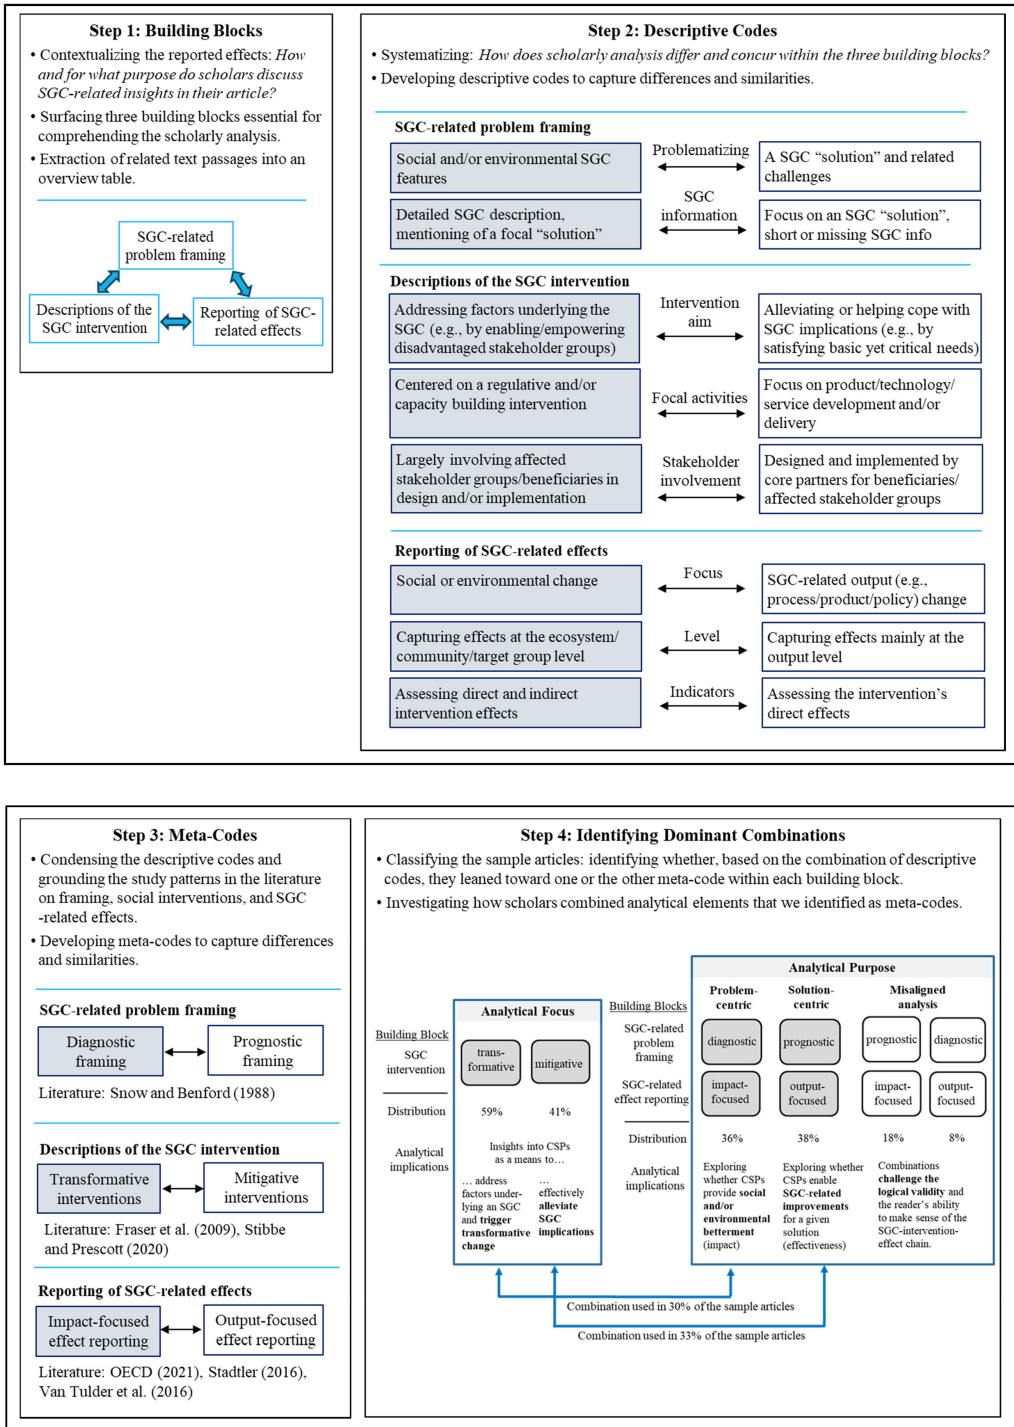 Step 1: Building Blocks
• Contextualizing the reported effects: How
and for what purpose do scholars discuss
SGC-related insights in their article?
• Surfacing three building blocks essential for
comprehending the scholarly analysis.
• Extraction of related text passages into an
overview table.
SGC-related
problem framing
Descriptions of the
SGC intervention
Reporting of SGC-
related effects
Step 2: Descriptive Codes
• Systematizing: How does scholarly analysis differ and concur within the three building blocks?
• Developing descriptive codes to capture differences and similarities.
SGC-related problem framing
Social and/or environmental SGC
features
Problematizing
A SGC “solution” and related
challenges
Detailed SGC description,
mentioning of a focal “solution”
SGC
information
Focus on an SGC “solution”,
short or missing SGC info
Descriptions of the SGC intervention
Addressing factors underlying the
SGC (e.g., by enabling/empowering
disadvantaged stakeholder groups)
Intervention
aim
Alleviating or helping cope with
SGC implications (e.g., by
satisfying basic yet critical needs)
Centered on a regulative and/or
capacity building intervention
Focal activities
Focus on product/technology/
service development and/or
delivery
Largely involving affected
stakeholder groups/beneficiaries in
design and/or implementation
Stakeholder
involvement
Designed and implemented by
core partners for beneficiaries/
affected stakeholder groups
Reporting of SGC-related effects
Social or environmental change
Focus
SGC-related output (e.g.,
process/product/policy) change
Capturing effects at the ecosystem/
community/target group level
Level
Capturing effects mainly at the
output level
Assessing direct and indirect
intervention effects
Indicators
Assessing the intervention’s
direct effects
Step 3: Meta-Codes
• Condensing the descriptive codes and
grounding the study patterns in the literature
on framing, social interventions, and SGC
-related effects.
• Developing meta-codes to capture differences
and similarities.
SGC-related problem framing
Diagnostic
framing
Prognostic
framing
Literature: Snow and Benford (1988)
Descriptions of the SGC intervention
Transformative
interventions
Mitigative
interventions
Literature: Fraser et al. (2009), Stibbe
and Prescott (2020)
Reporting of SGC-related effects
Impact-focused
effect reporting
Output-focused
effect reporting
Literature: OECD (2021), Stadtler (2016),
Van Tulder et al. (2016)
Step 4: Identifying Dominant Combinations
• Classifying the sample articles: identifying whether, based on the combination of descriptive
codes, they leaned toward one or the other meta-code within each building block.
• Investigating how scholars combined analytical elements that we identified as meta-codes.
Analytical Focus
Building Block
SGC
intervention
trans-
formative
mitigative
Distribution
59%
41%
Analytical
implications
Insights into CSPs
as a means to…
… address
factors under-
lying an SGC
and trigger
transformative
change
…
effectively
alleviate
SGC
implications
Analytical Purpose
Building Blocks
Problem-
centric
Solution-
centric
Misaligned
analysis
SGC-related
problem
framing
diagnostic
prognostic
prognostic
diagnostic
SGC-related
effect reporting
impact-
focused
output-
focused
impact-
focused
output-
focused
Distribution
36%
38%
18%
8%
Analytical
implications
Exploring
whether CSPs
provide social
and/or
environmental
betterment
(impact)
Exploring whether
CSPs enable
SGC-related
improvements
for a given
solution
(effectiveness)
Combinations
challenge the
logical validity and
the reader’s ability
to make sense of the
SGC-intervention-
effect chain.
Combination used in 30% of the sample articles
Combination used in 33% of the sample articles